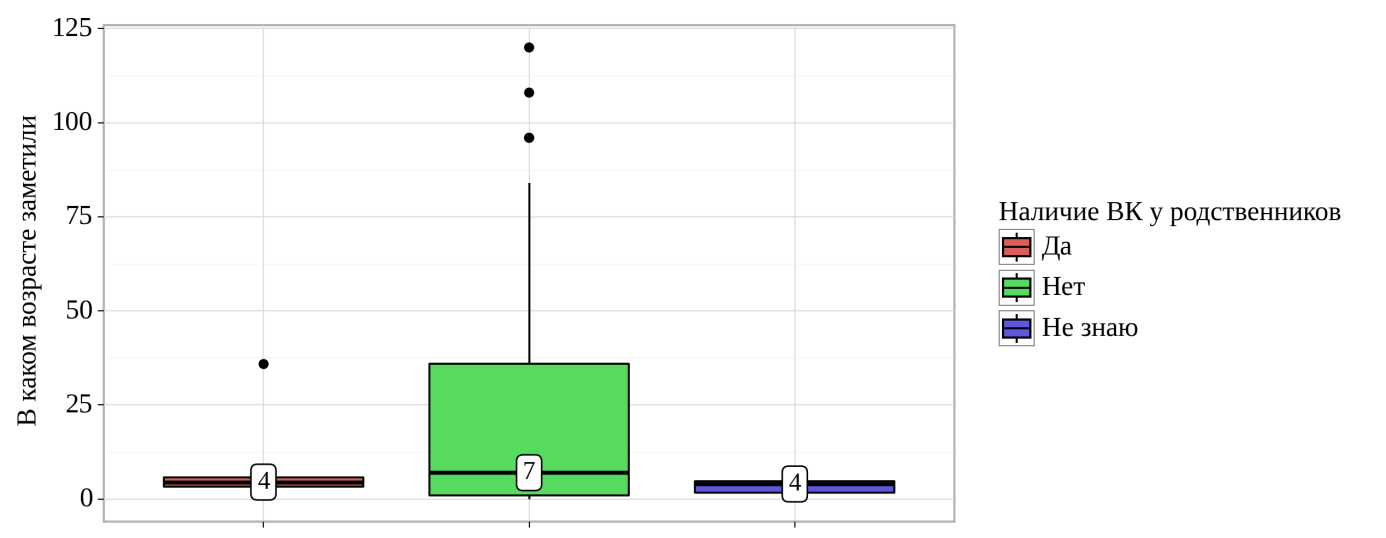 В каком возрасте заметили
125
100
75
50
25
0
4
7
4
Наличие ВК у родственников
Да
Нет
Не знаю